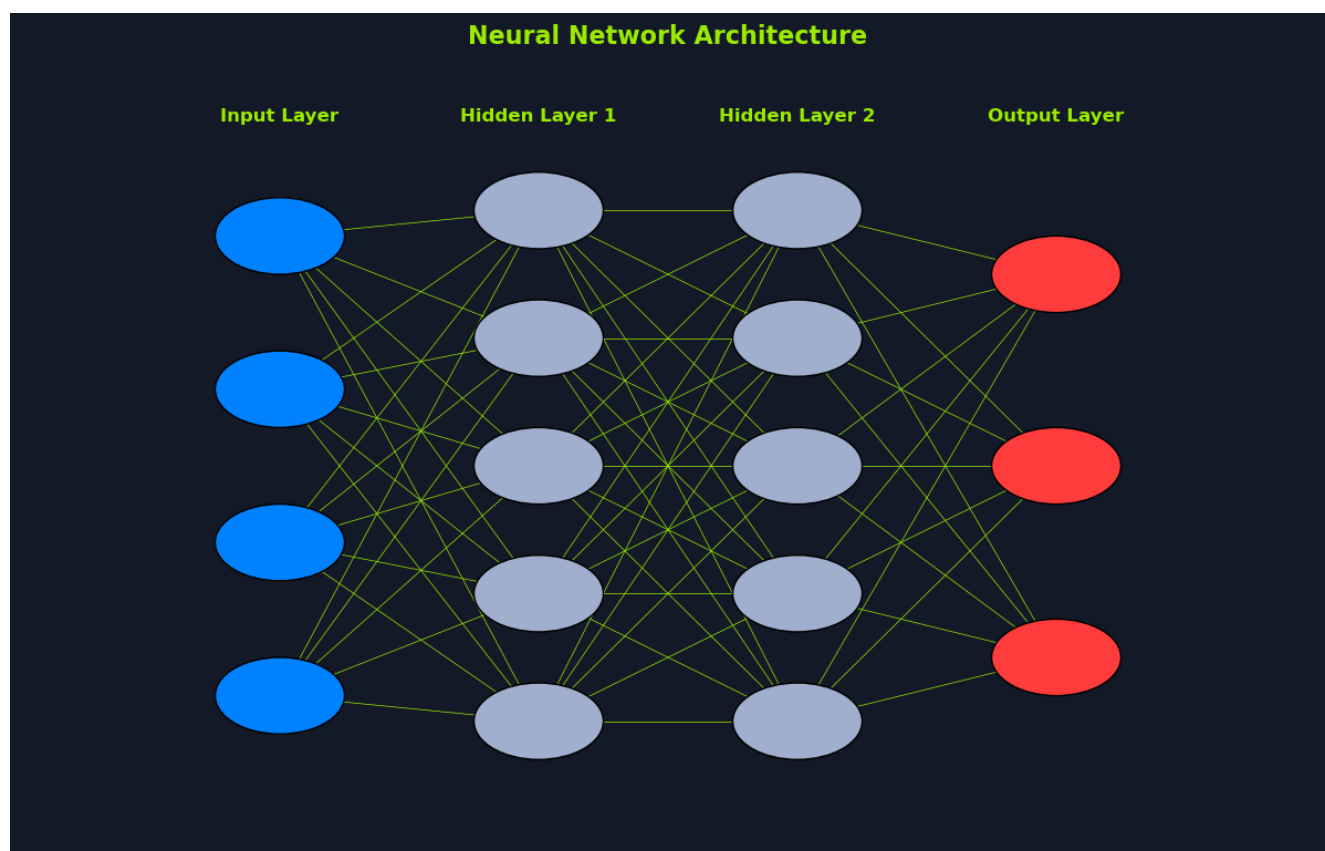 Neural Network Architecture
Input Layer
Hidden Layer 1
Hidden Layer 2
Output Layer